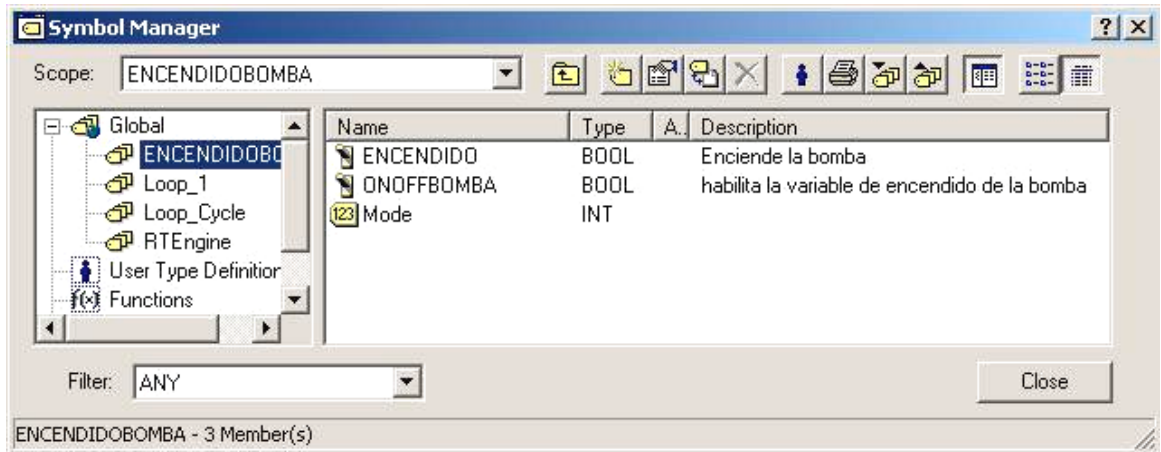 Symbol Manager
Scope: ENCENDIDOBOMBA
Global
ENCENDIDOBO
Loop_1
Loop_Cycle
RTEngine
User Type Definition
f(x) Functions
Name Type A.. Description
ENCENDIDO BOOL Enciende la bomba
ONOFFBOMBA BOOL habilita la variable de encendido de la bomba
123 Mode INT
Filter: ANY
Close
ENCENDIDOBOMBA - 3 Member(s)